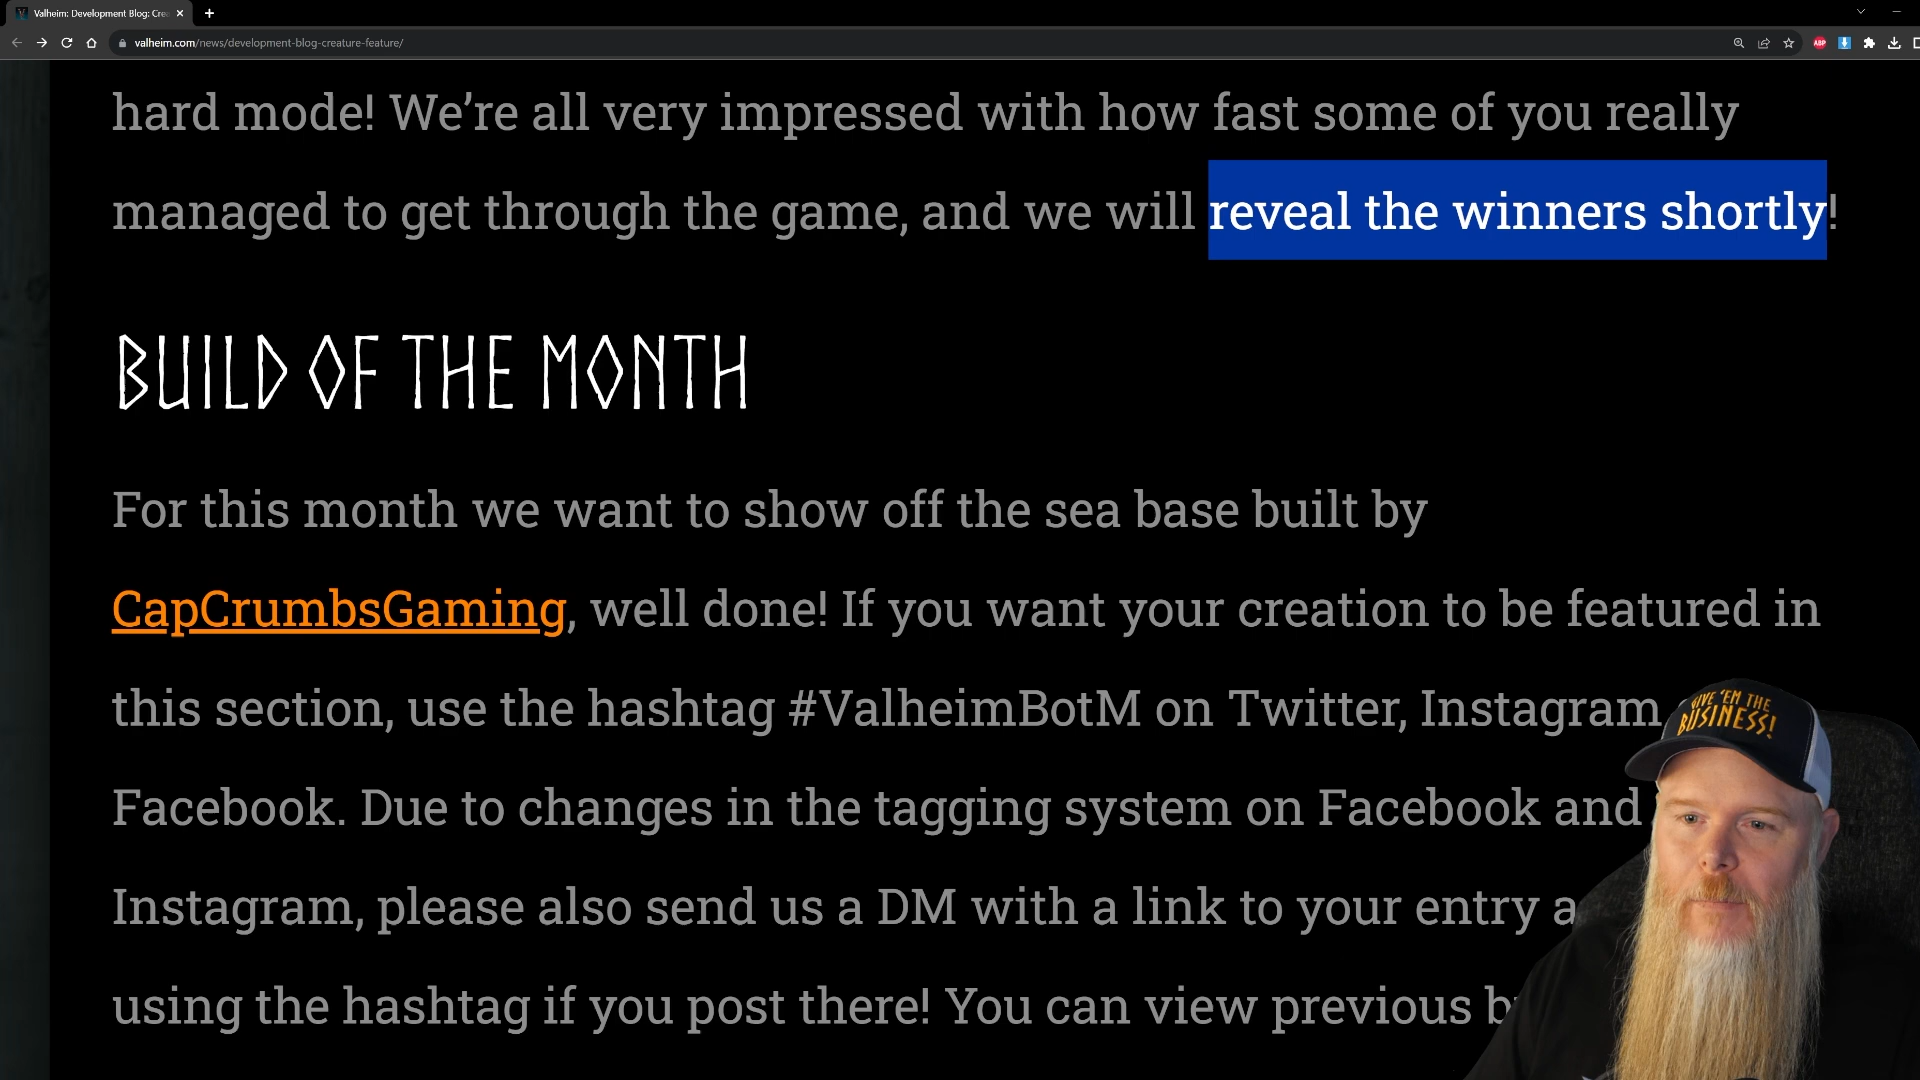 Valheim: Development Blog: Cre
valheim.com/news/development-blog-creature-feature/
ABP
hard mode! We’re all very impressed with how fast some of you really
managed to get through the game, and we will reveal the winners shortly!
BUILD OF THE MONTH
For this month we want to show off the sea base built by
CapCrumbsGaming, well done! If you want your creation to be featured in
this section, use the hashtag #ValheimBotM on Twitter, Instagram
Facebook. Due to changes in the tagging system on Facebook and
Instagram, please also send us a DM with a link to your entry a
using the hashtag if you post there! You can view previous b
GIVE 'EM THE
BUSINESS!